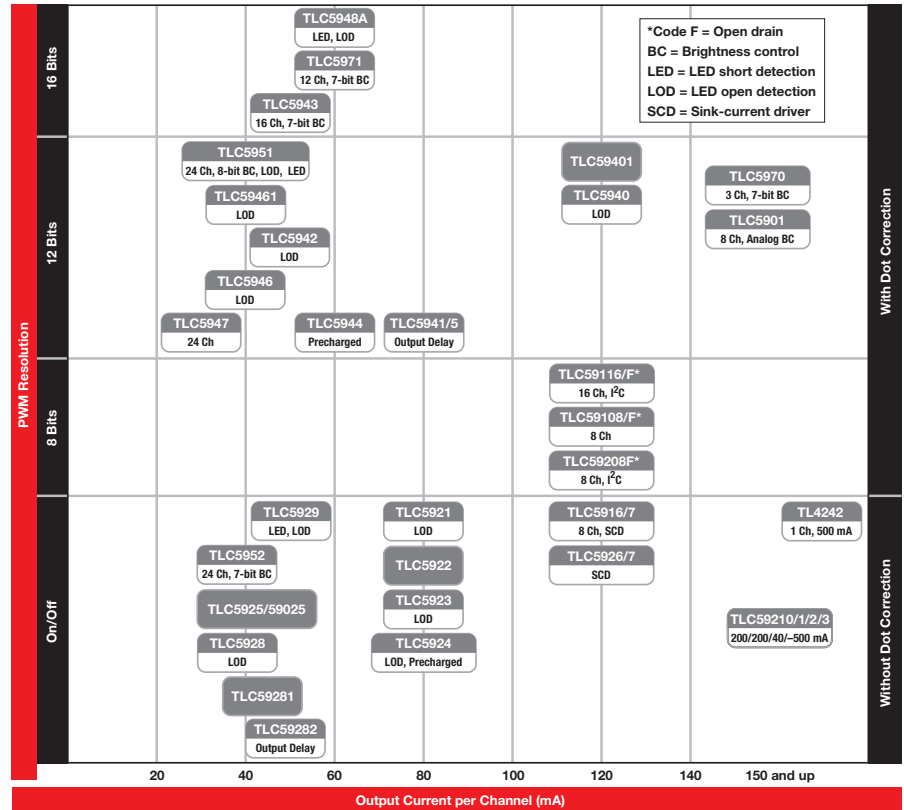 *Code F = Open drain
BC = Brightness control
LED = LED short detection
LOD = LED open detection
SCD = Sink-current driver
PWM Resolution
16 Bits
TLC5948A
LED, LOD
TLC5971
12 Ch, 7-bit BC
TLC5943
16 Ch, 7-bit BC
12 Bits
TLC5951
24 Ch, 8-bit BC, LOD, LED
TLC59461
LOD
TLC5942
LOD
TLC5946
LOD
TLC5947
24 Ch
TLC5944
Precharged
TLC5941/5
Output Delay
TLC59401
TLC5940
LOD
TLC5970
3 Ch, 7-bit BC
TLC5901
8 Ch, Analog BC
With Dot Correction
8 Bits
TLC59116/F*
16 Ch, I²C
TLC59108/F*
8 Ch
TLC59208F*
8 Ch, I²C
On/Off
TLC5929
LED, LOD
TLC5952
24 Ch, 7-bit BC
TLC5925/59025
TLC5928
LOD
TLC59281
TLC59282
Output Delay
TLC5921
LOD
TLC5922
TLC5923
LOD
TLC5924
LOD, Precharged
TLC5916/7
8 Ch, SCD
TLC5926/7
SCD
TL4242
1 Ch, 500 mA
TLC59210/1/2/3
200/200/40/–500 mA
Without Dot Correction
20 40 60 80 100 120 140 150 and up
Output Current per Channel (mA)